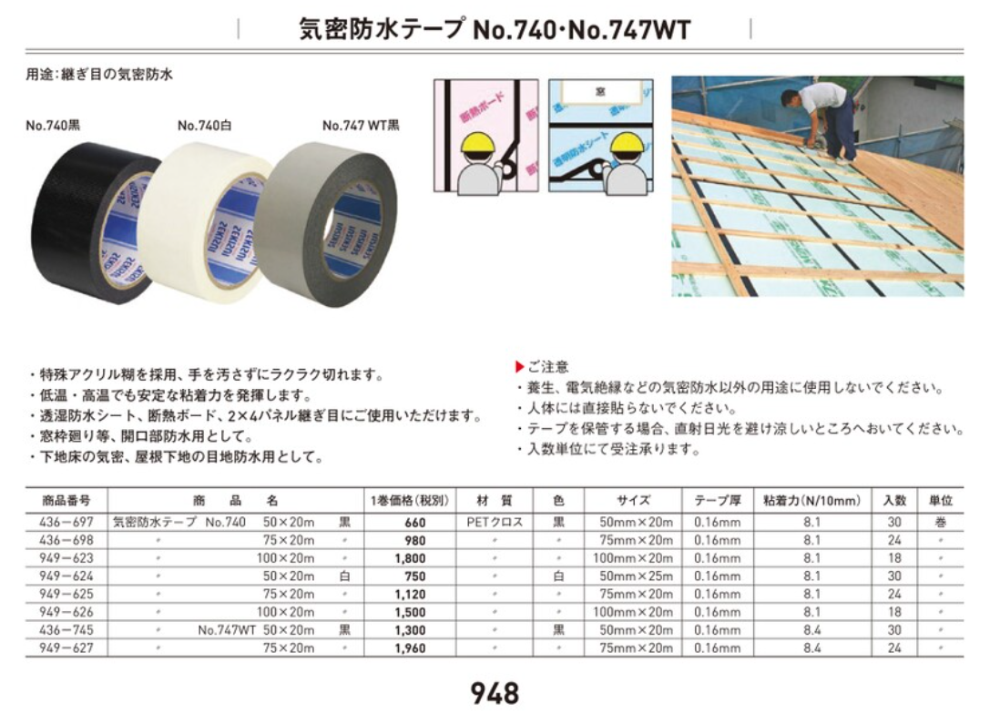 気密防水テープ No.740・No.747WT
用途：継ぎ目の気密防水
No.740黒
No.740白
No.747 WT黒
SEKISUI
SEKISUI
SEKISUI
断熱ボード
窓
透明防水シート
・特殊アクリル糊を採用、手を汚さずにラクラク切れます。
・低温・高温でも安定な粘着力を発揮します。
・透湿防水シート、断熱ボード、2×4パネル継ぎ目にご使用いただけます。
・窓枠廻り等、開口部防水用として。
・下地床の気密、屋根下地の目地防水用として。
▶ご注意
・養生、電気絶縁などの気密防水以外の用途に使用しないでください。
・人体には直接貼らないでください。
・テープを保管する場合、直射日光を避け涼しいところへおいてください。
・入数単位にて受注承ります。
商品番号 商品名 1巻価格（税別） 材質 色 サイズ テープ厚 粘着力（N/10mm） 入数 単位
436－697 気密防水テープ No.740 50×20m 黒 660 PETクロス 黒 50mm×20m 0.16mm 8.1 30 巻
436－698 〃 75×20m 〃 980 〃 〃 75mm×20m 0.16mm 8.1 24 〃
949－623 〃 100×20m 〃 1,800 〃 〃 100mm×20m 0.16mm 8.1 18 〃
949－624 〃 50×20m 白 750 〃 白 50mm×25m 0.16mm 8.1 30 〃
949－625 〃 75×20m 〃 1,120 〃 〃 75mm×20m 0.16mm 8.1 24 〃
949－626 〃 100×20m 〃 1,500 〃 〃 100mm×20m 0.16mm 8.1 18 〃
436－745 〃 No.747WT 50×20m 黒 1,300 〃 黒 50mm×20m 0.16mm 8.4 30 〃
949－627 〃 75×20m 〃 1,960 〃 〃 75mm×20m 0.16mm 8.4 24 〃
948